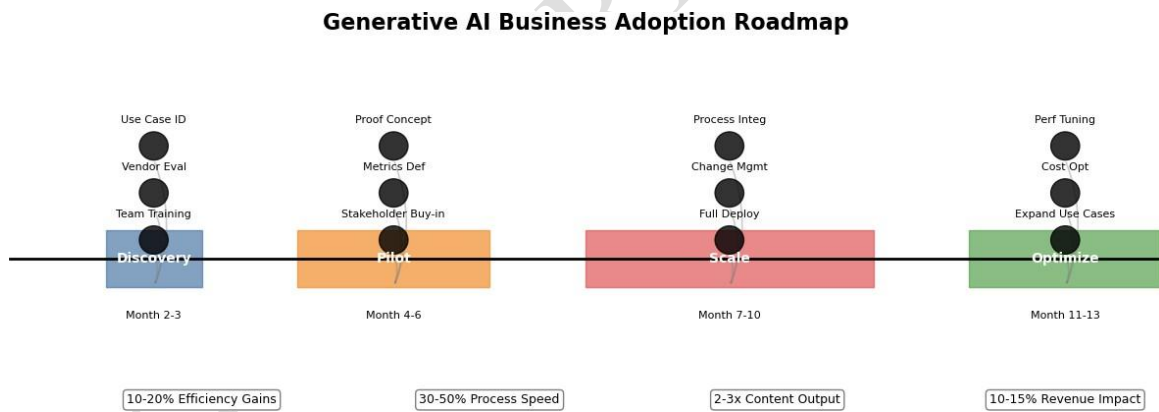 Generative AI Business Adoption Roadmap
Use Case ID
Proof Concept
Process Integ
Perf Tuning
Vendor Eval
Metrics Def
Change Mgmt
Cost Opt
Team Training
Stakeholder Buy-in
Full Deploy
Expand Use Cases
Discovery
Pilot
Scale
Optimize
Month 2-3
Month 4-6
Month 7-10
Month 11-13
10-20% Efficiency Gains
30-50% Process Speed
2-3x Content Output
10-15% Revenue Impact